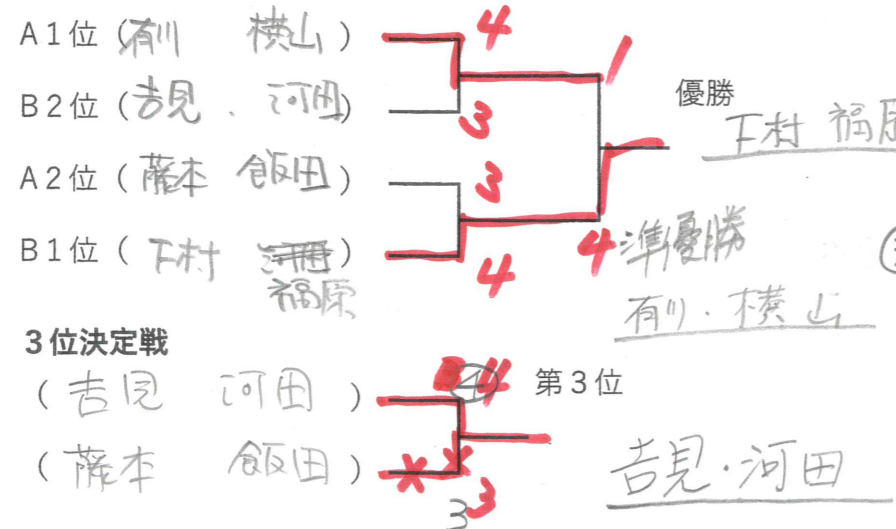 A1位 (有川 横山) 4
1
B2位 (吉見 . 河田) 3
優勝
下村 福原
A2位 (藤本 飯田) 3
B1位 (下村 福原) 4
4
準優勝
有川・横山
3位決定戦
(吉見 河田) ④ 4
第3位
(藤本 飯田) 3 3
吉見・河田